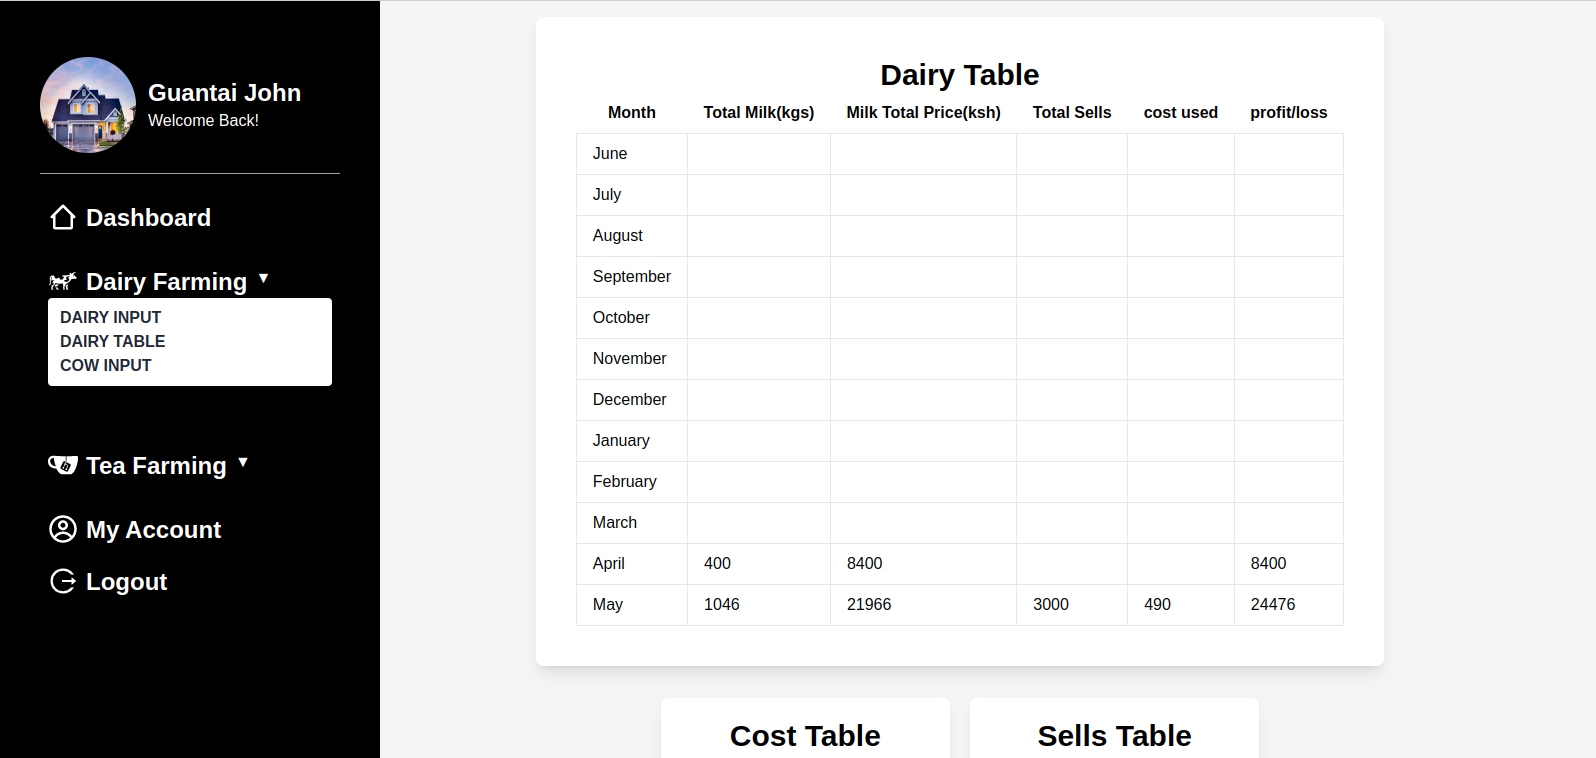 Guantai John
Welcome Back!
Dashboard
Dairy Farming ▼
DAIRY INPUT
DAIRY TABLE
COW INPUT
Tea Farming ▼
My Account
Logout
Dairy Table
Month Total Milk(kgs) Milk Total Price(ksh) Total Sells cost used profit/loss
June
July
August
September
October
November
December
January
February
March
April 400 8400 8400
May 1046 21966 3000 490 24476
Cost Table
Sells Table